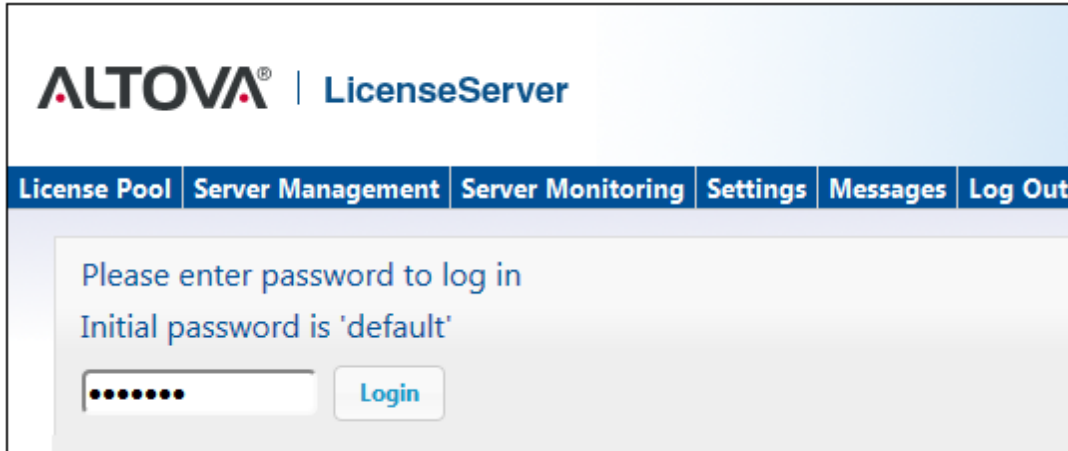 ALTOVA® | LicenseServer
License Pool Server Management Server Monitoring Settings Messages Log Out
Please enter password to log in
Initial password is 'default'
••••••• Login